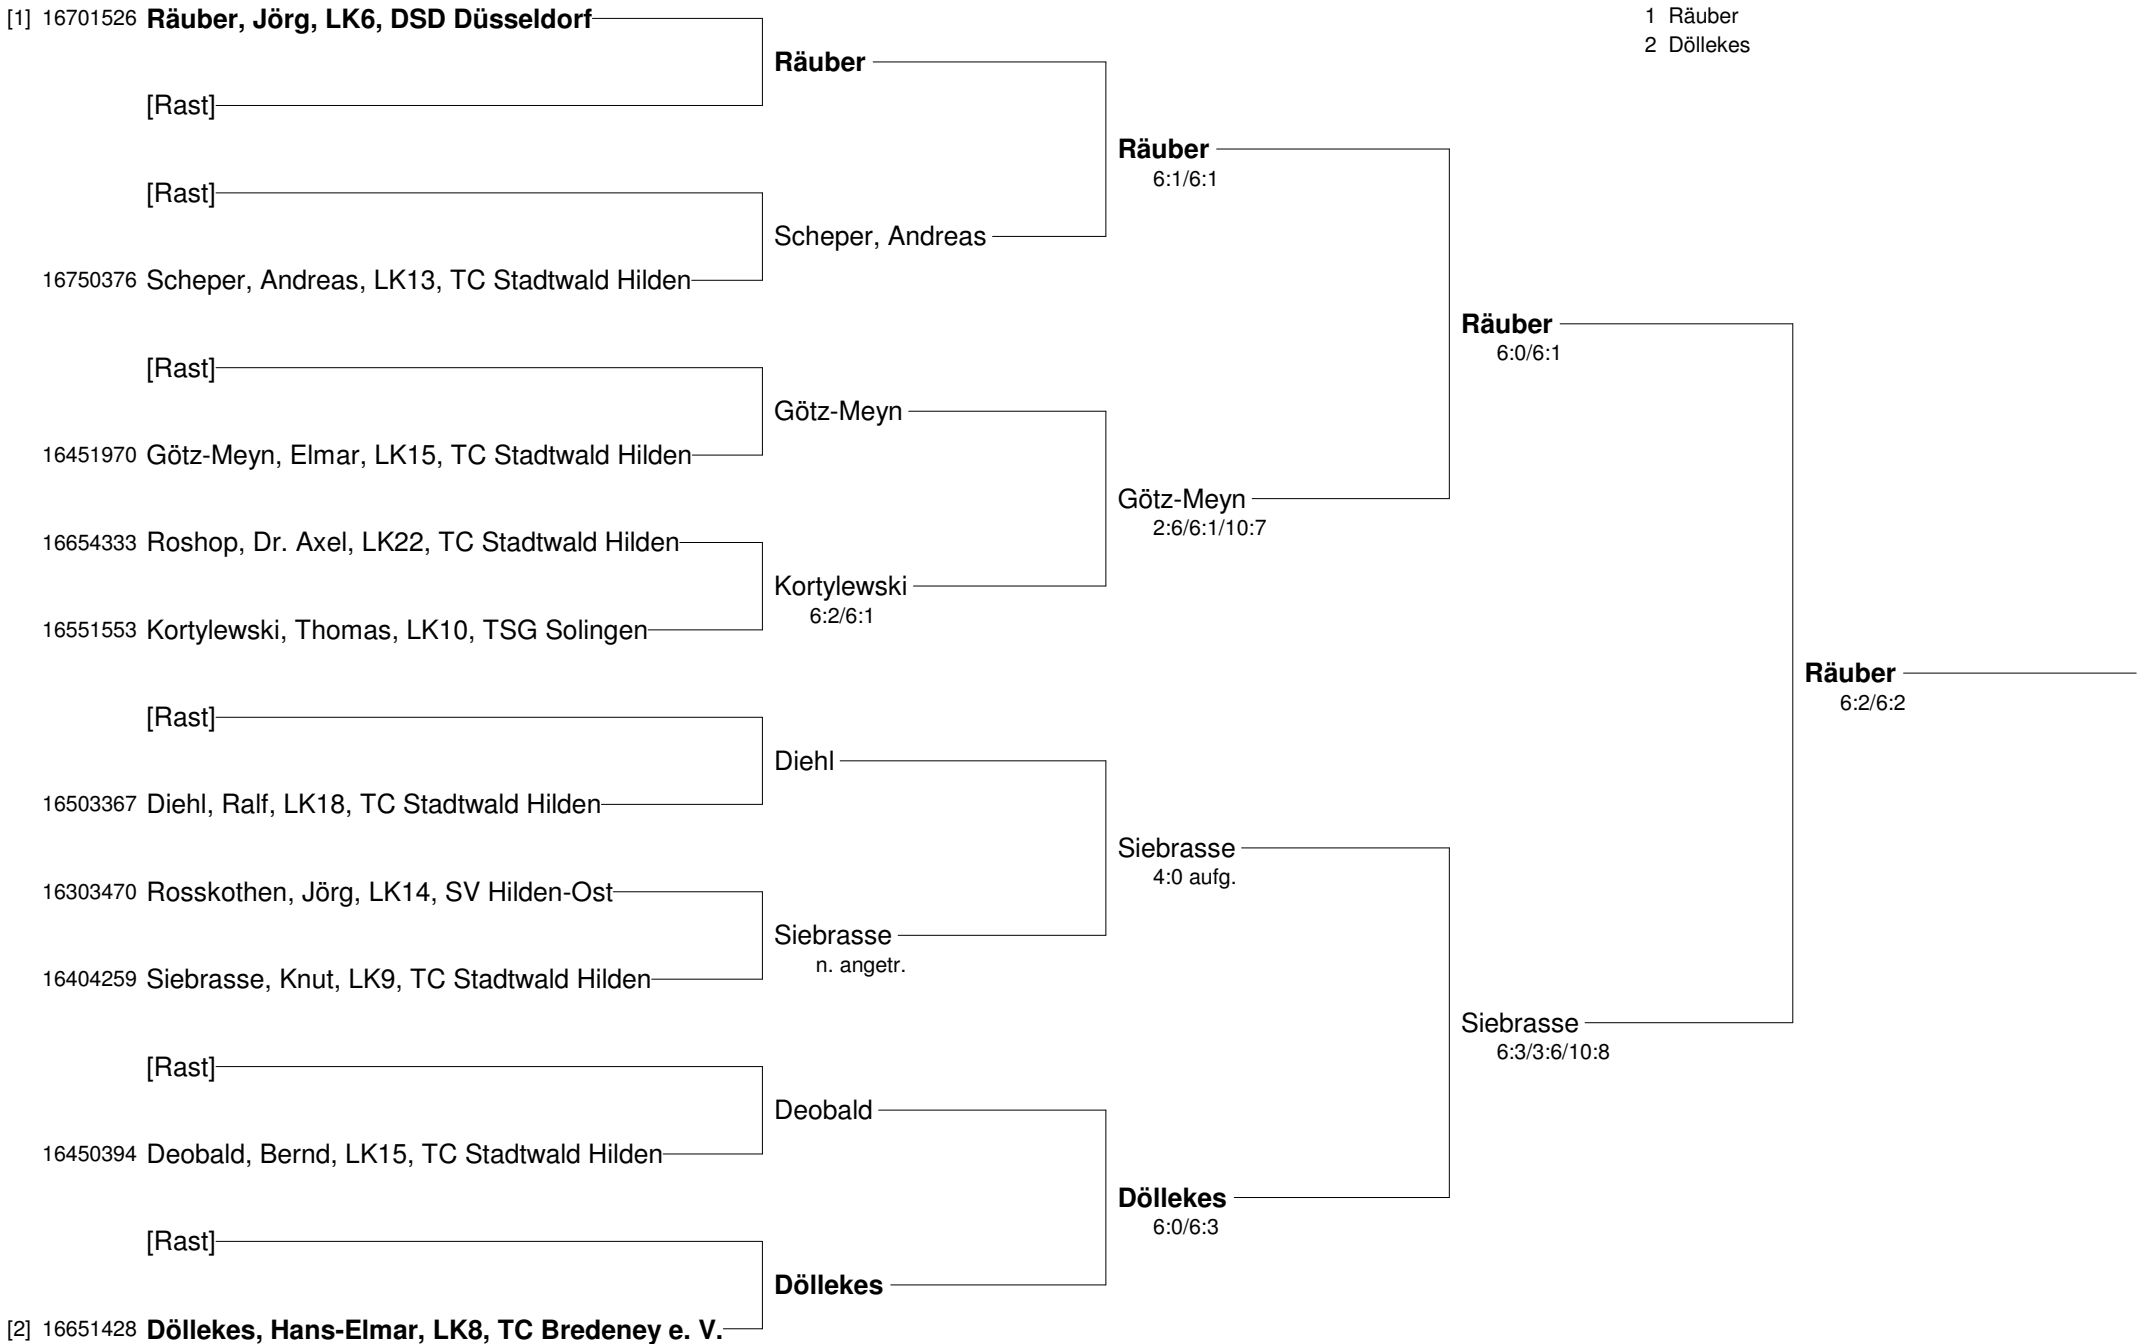 [1] 16701526 Räuber, Jörg, LK6, DSD Düsseldorf
[Rast]
[Rast]
16750376 Scheper, Andreas, LK13, TC Stadtwald Hilden
[Rast]
16451970 Götz-Meyn, Elmar, LK15, TC Stadtwald Hilden
16654333 Roshop, Dr. Axel, LK22, TC Stadtwald Hilden
16551553 Kortylewski, Thomas, LK10, TSG Solingen
[Rast]
16503367 Diehl, Ralf, LK18, TC Stadtwald Hilden
16303470 Rosskothen, Jörg, LK14, SV Hilden-Ost
16404259 Siebrasse, Knut, LK9, TC Stadtwald Hilden
[Rast]
16450394 Deobald, Bernd, LK15, TC Stadtwald Hilden
[Rast]
[2] 16651428 Döllekes, Hans-Elmar, LK8, TC Bredeney e. V.
Räuber
Scheper, Andreas
Götz-Meyn
Kortylewski
6:2/6:1
Diehl
Siebrasse
n. angetr.
Deobald
Döllekes
Räuber
6:1/6:1
Götz-Meyn
2:6/6:1/10:7
Siebrasse
4:0 aufg.
Döllekes
6:0/6:3
Räuber
6:0/6:1
Siebrasse
6:3/3:6/10:8
Räuber
6:2/6:2
1 Räuber
2 Döllekes